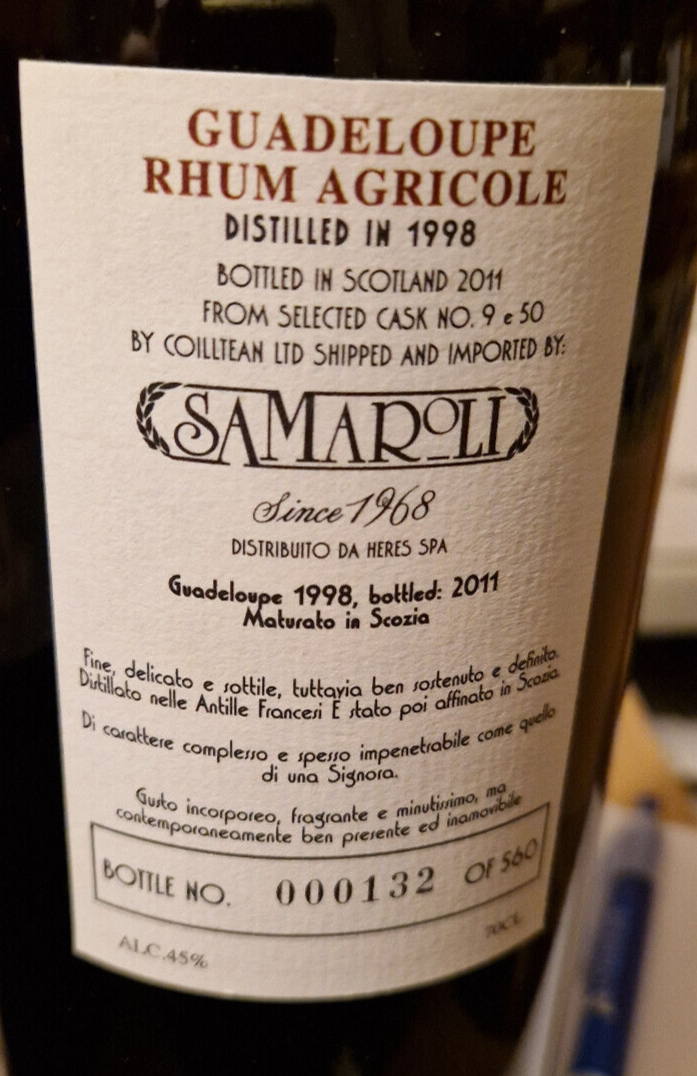 GUADELOUPE
RHUM AGRICOLE
DISTILLED IN 1998
BOTTLED IN SCOTLAND 2011
FROM SELECTED CASK NO. 9 e 50
BY COILLTEAN LTD SHIPPED AND IMPORTED BY:
SAMAROLI
Since 1968
DISTRIBUITO DA HERES SPA
Guadeloupe 1998, bottled: 2011
Maturato in Scozia
Fine, delicato e sottile, tuttavia ben sostenuto e definito.
Distillato nelle Antille Francesi E stato poi affinato in Scozia.
Di carattere complesso e spesso impenetrabile come quello
di una Signora.
Gusto incorporeo, fragrante e minutissimo, ma
contemporaneamente ben presente ed inamovibile
BOTTLE NO. 000132 OF 560
ALC.45% 70CL